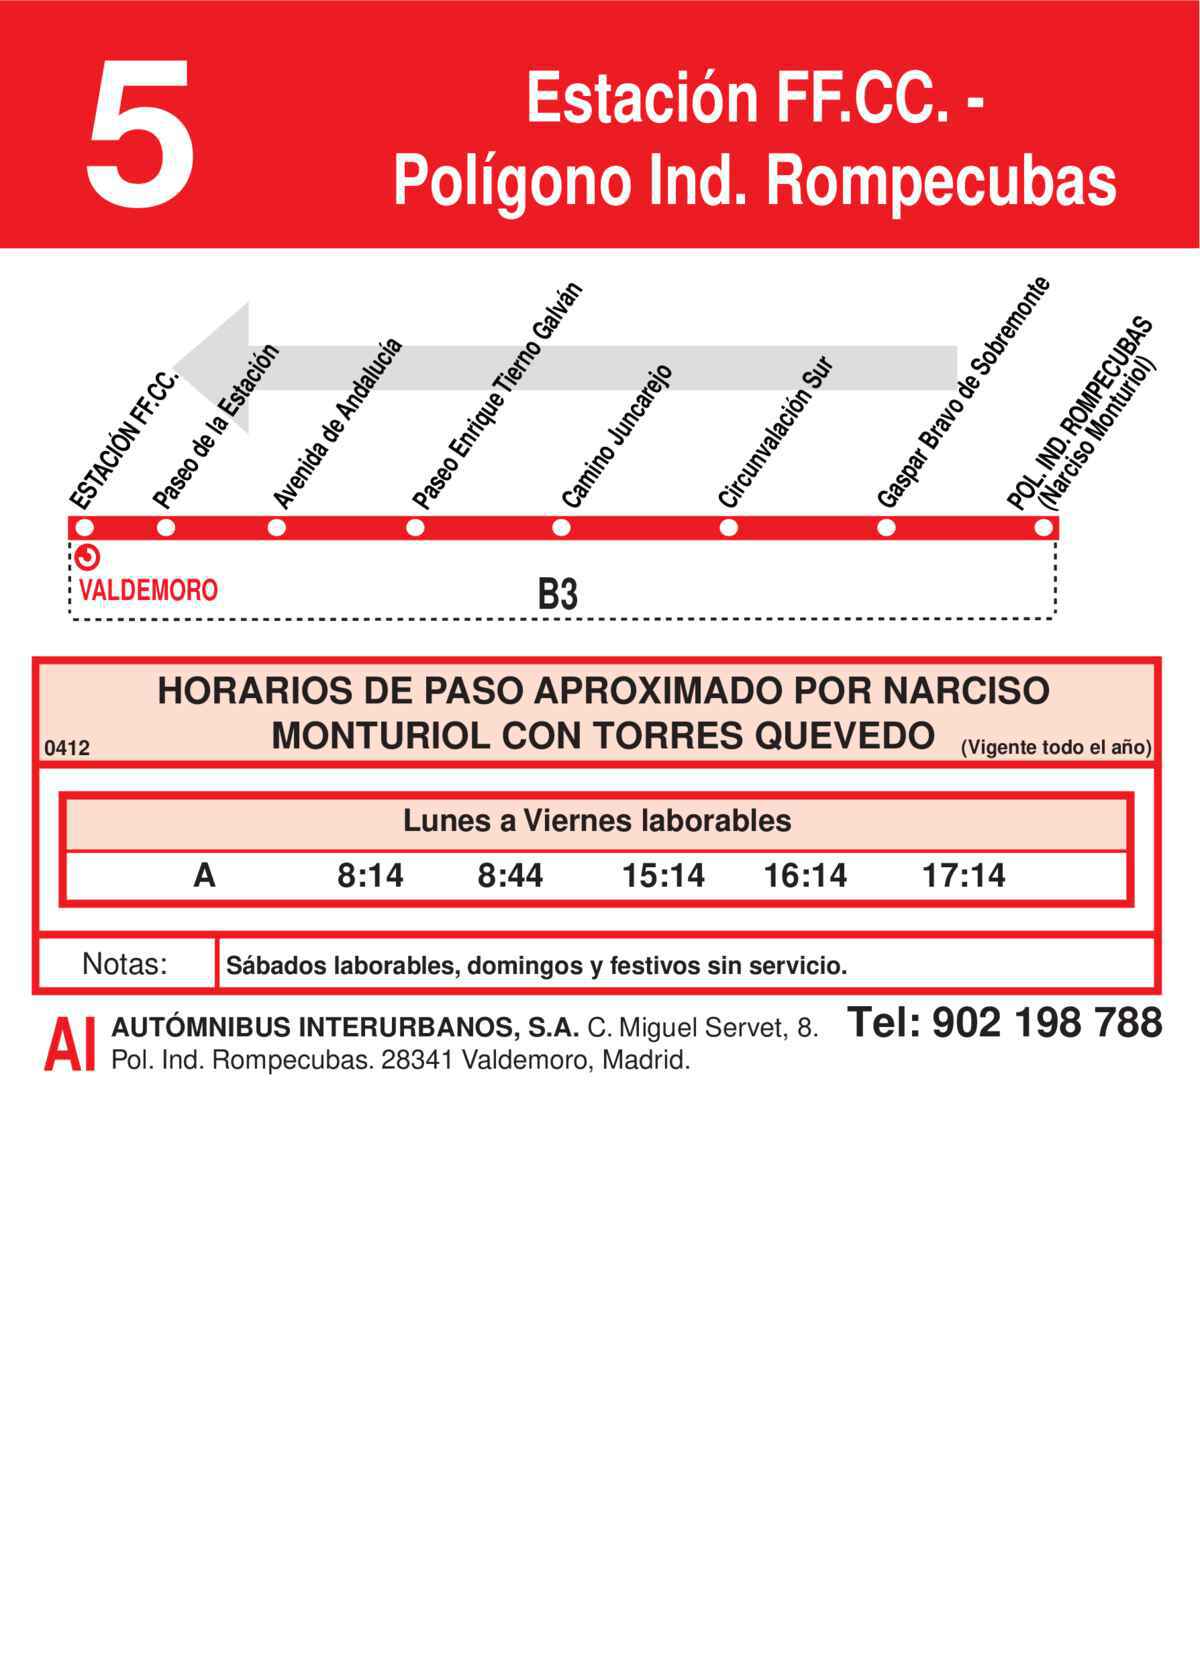 5
Estación FF.CC. -
Polígono Ind. Rompecubas
ESTACIÓN FF.CC.
Paseo de la Estación
Avenida de Andalucía
Paseo Enrique Tierno Galván
Camino Juncarejo
Circunvalación Sur
Gaspar Bravo de Sobremonte
POL. IND. ROMPECUBAS
(Narciso Monturiol)
VALDEMORO
B3
HORARIOS DE PASO APROXIMADO POR NARCISO
MONTURIOL CON TORRES QUEVEDO
0412
(Vigente todo el año)
Lunes a Viernes laborables
A 8:14 8:44 15:14 16:14 17:14
Notas: Sábados laborables, domingos y festivos sin servicio.
AI
AUTÓMNIBUS INTERURBANOS, S.A. C. Miguel Servet, 8.
Pol. Ind. Rompecubas. 28341 Valdemoro, Madrid.
Tel: 902 198 788